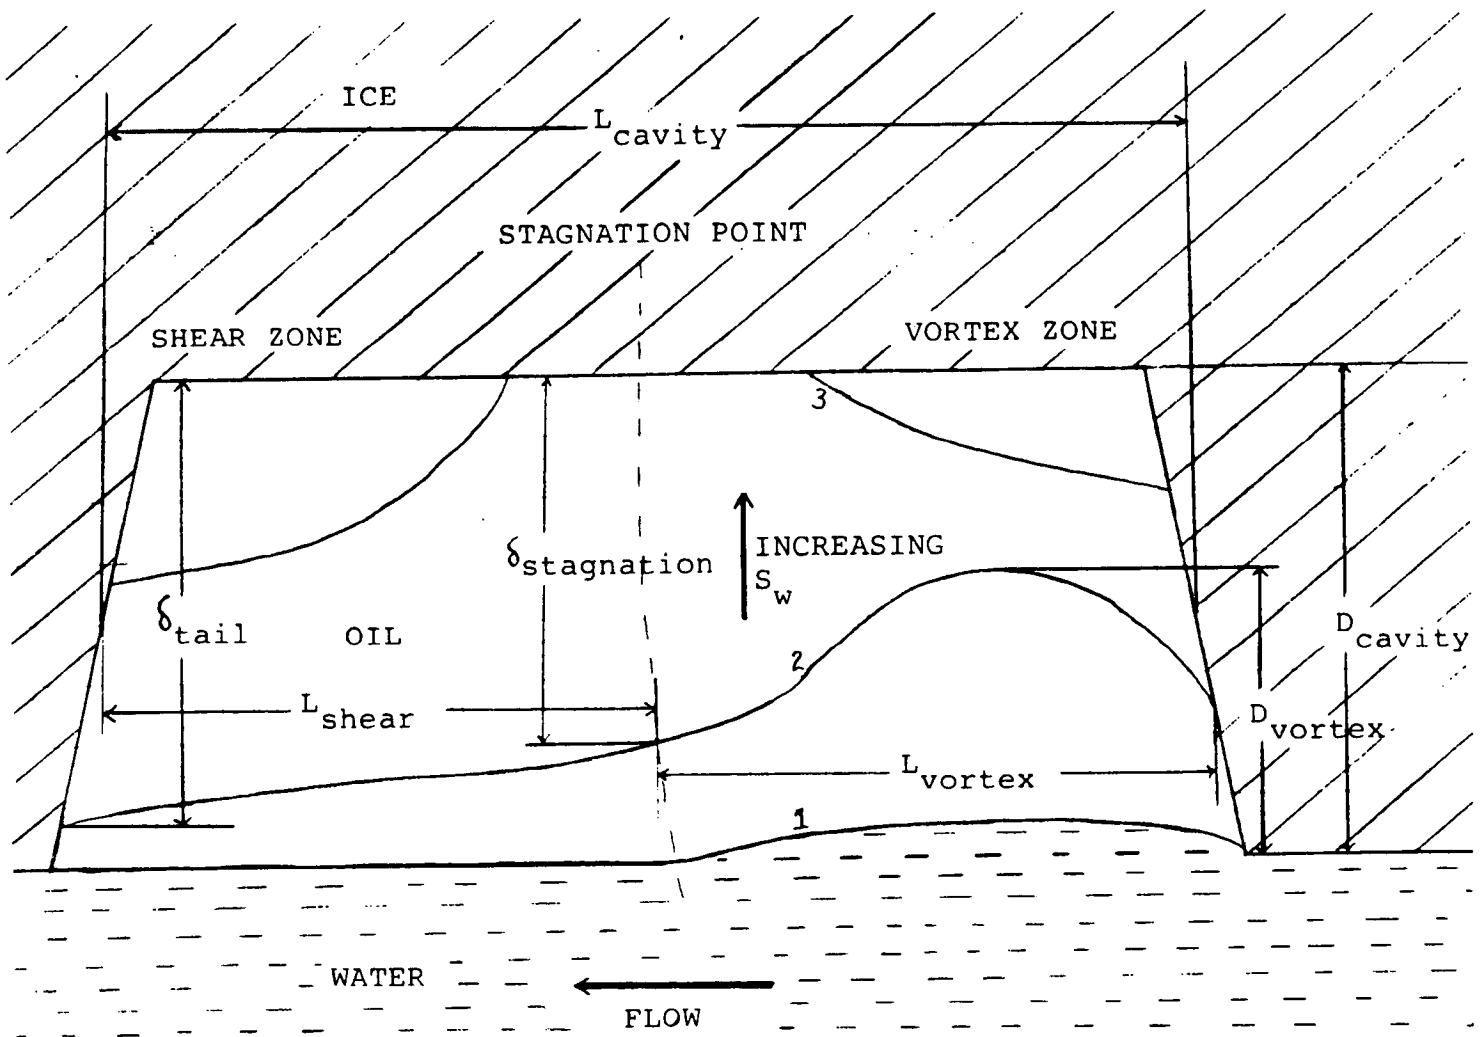 ICE
L cavity
STAGNATION POINT
SHEAR ZONE
VORTEX ZONE
3
δ stagnation
INCREASING
S w
δ tail
OIL
D cavity
2
L shear
D vortex
L vortex
1
WATER
FLOW